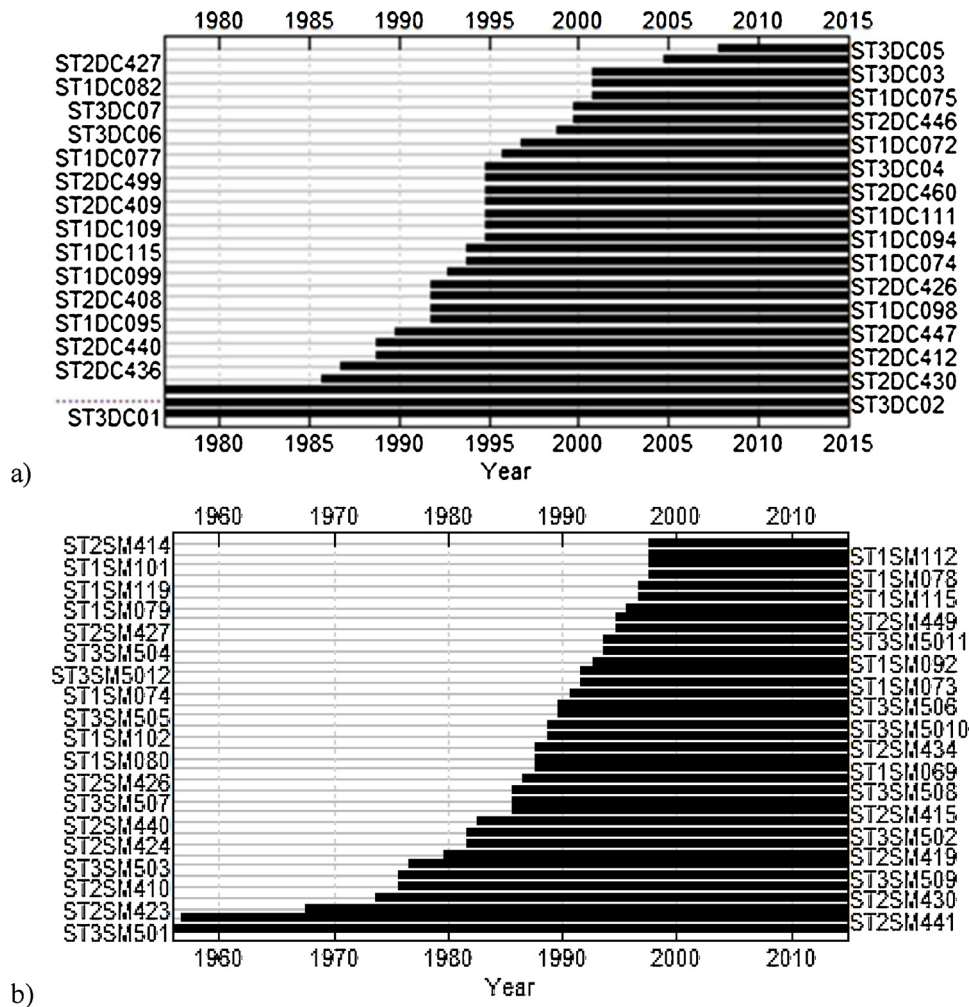 1980 1985 1990 1995 2000 2005 2010 2015
ST3DC05
ST2DC427
ST3DC03
ST1DC082
ST1DC075
ST3DC07
ST2DC446
ST3DC06
ST1DC072
ST1DC077
ST3DC04
ST2DC499
ST2DC460
ST2DC409
ST1DC111
ST1DC109
ST1DC094
ST1DC115
ST1DC074
ST1DC099
ST2DC426
ST2DC408
ST1DC098
ST1DC095
ST2DC447
ST2DC440
ST2DC412
ST2DC436
ST2DC430
ST3DC02
ST3DC01
1980 1985 1990 1995 2000 2005 2010 2015
Year
a)
1960 1970 1980 1990 2000 2010
ST2SM414
ST1SM112
ST1SM101
ST1SM078
ST1SM119
ST1SM115
ST1SM079
ST2SM449
ST2SM427
ST3SM5011
ST3SM504
ST1SM092
ST3SM5012
ST1SM073
ST1SM074
ST3SM506
ST3SM505
ST3SM5010
ST1SM102
ST2SM434
ST1SM080
ST1SM069
ST2SM426
ST3SM508
ST3SM507
ST2SM415
ST2SM440
ST3SM502
ST2SM424
ST2SM419
ST3SM503
ST3SM509
ST2SM410
ST2SM430
ST2SM423
ST2SM441
ST3SM501
1960 1970 1980 1990 2000 2010
Year
b)